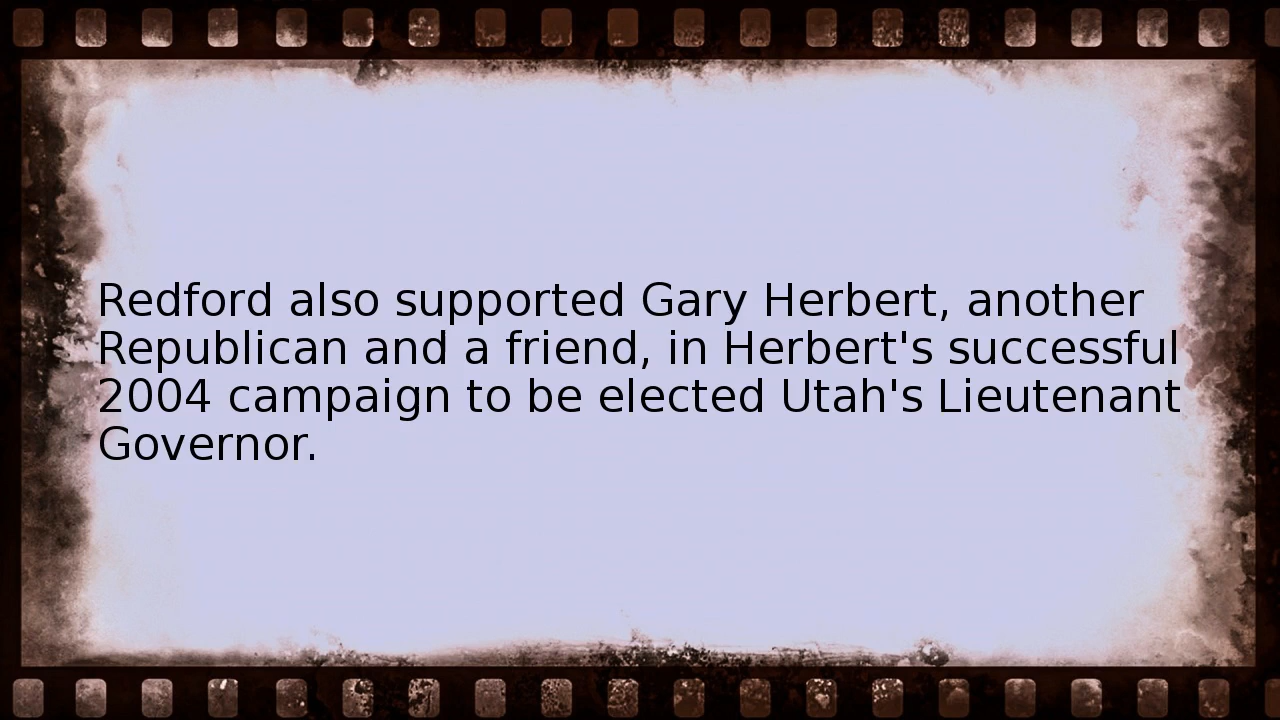 Redford also supported Gary Herbert, another
Republican and a friend, in Herbert's successful
2004 campaign to be elected Utah's Lieutenant
Governor.